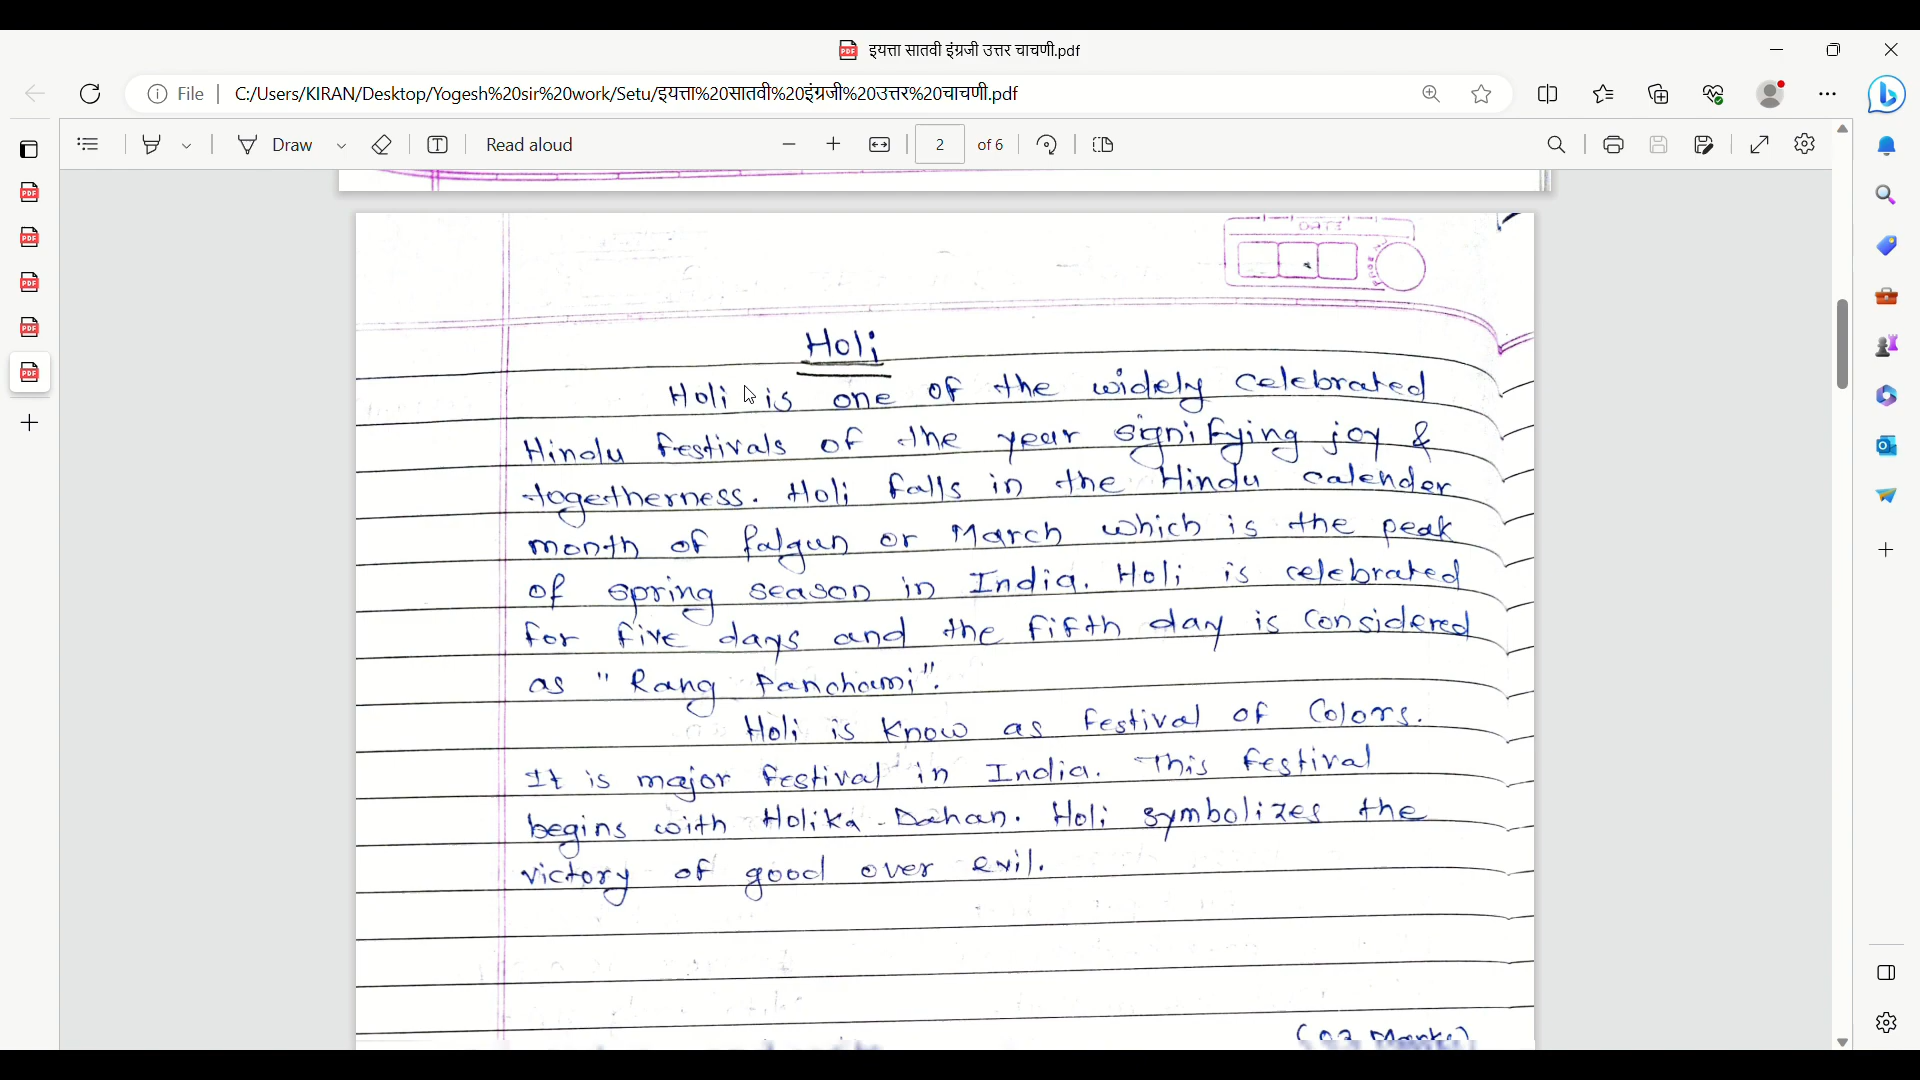 इयत्ता सातवी इंग्रजी उत्तर चाचणी.pdf
File C:/Users/KIRAN/Desktop/Yogesh%20sir%20work/Setu/इयत्ता%20सातवी%20इंग्रजी%20उत्तर%20चाचणी.pdf
Draw Read aloud 2 of 6
DATE
Holi
Holi is one of the widely celebrated
Hindu festivals of the year signifying joy &
togetherness. Holi falls in the Hindu calender
month of falgun or March which is the peak
of spring season in India. Holi is celebrated
for five days and the fifth day is considered
as "Rang Panchami".
Holi is know as festival of Colors.
It is major festival in India. This festival
begins with Holika-Dahan. Holi symbolizes the
victory of good over evil.